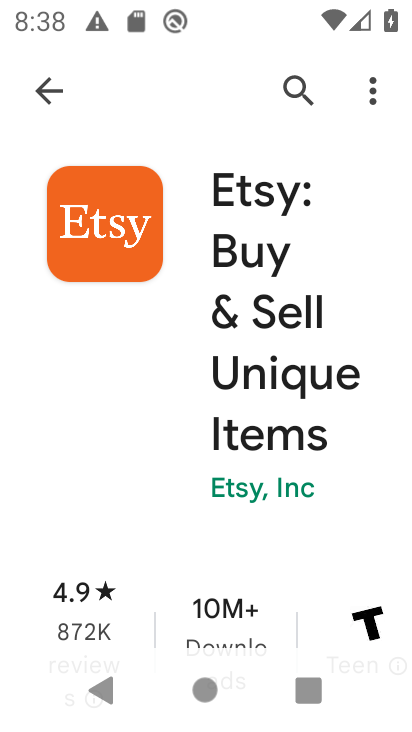 8:38
Etsy
Etsy:
Buy
& Sell
Unique
Items
Etsy, Inc
4.9★
872K
review
s
10M+
Downlo
ads
T
Teen